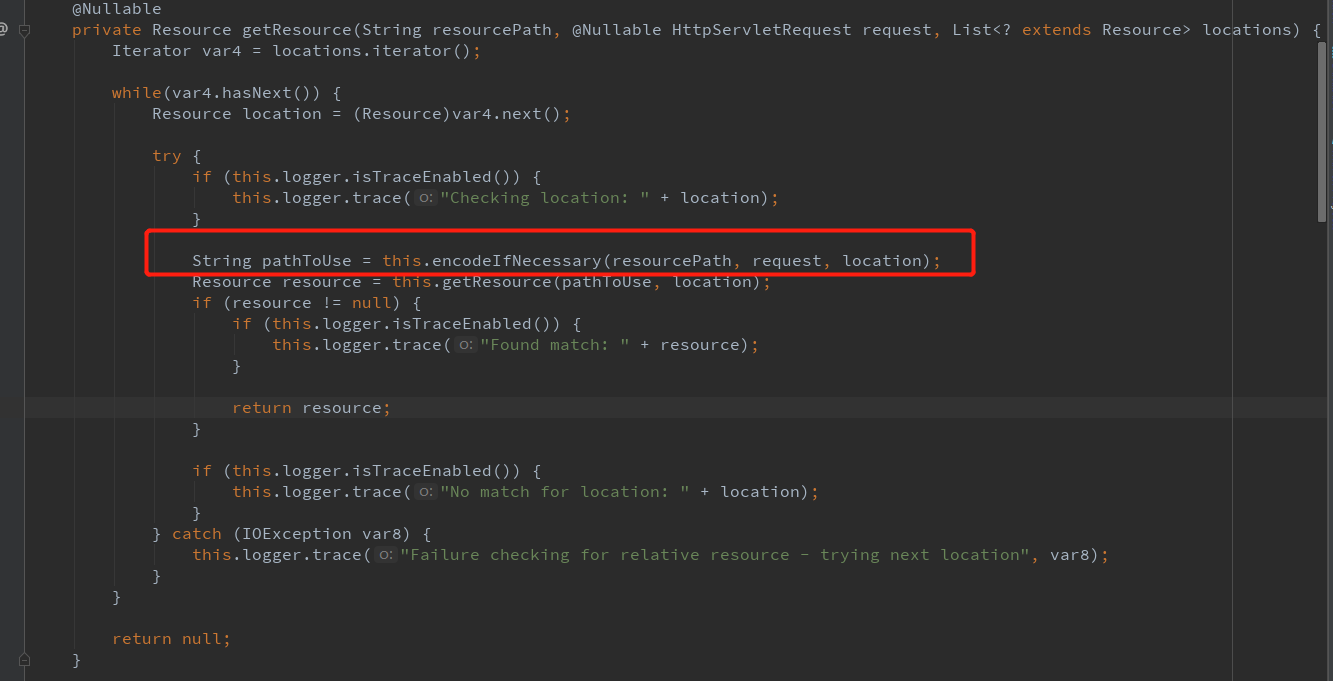 @Nullable
private Resource getResource(String resourcePath, @Nullable HttpServletRequest request, List<? extends Resource> locations) {
Iterator var4 = locations.iterator();
while(var4.hasNext()) {
Resource location = (Resource)var4.next();
try {
if (this.logger.isTraceEnabled()) {
this.logger.trace( o: "Checking location: " + location);
}
String pathToUse = this.encodeIfNecessary(resourcePath, request, location);
Resource resource = this.getResource(pathToUse, location);
if (resource != null) {
if (this.logger.isTraceEnabled()) {
this.logger.trace( o: "Found match: " + resource);
}
return resource;
}
if (this.logger.isTraceEnabled()) {
this.logger.trace( o: "No match for location: " + location);
}
} catch (IOException var8) {
this.logger.trace( o: "Failure checking for relative resource - trying next location", var8);
}
}
return null;
}